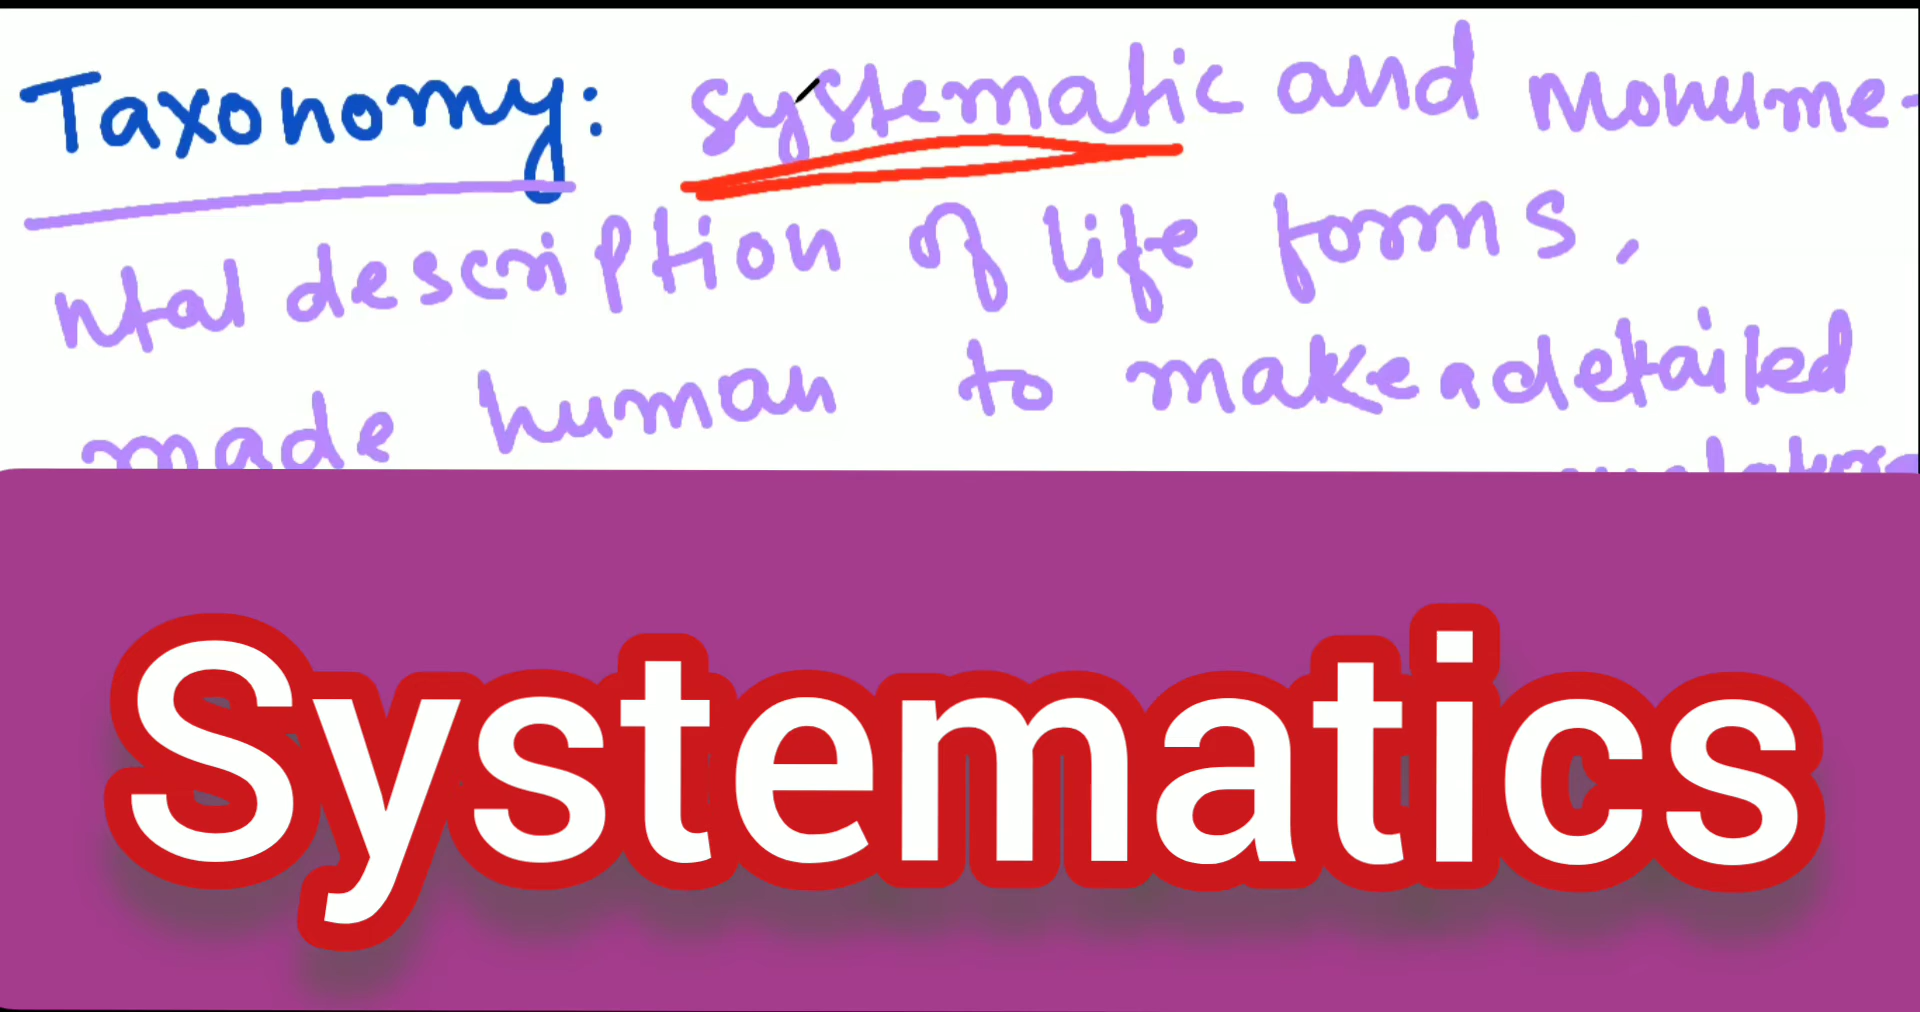 Taxonomy: systematic and Monume-
ntal description of life forms,
made human to make a detailed
Systematics